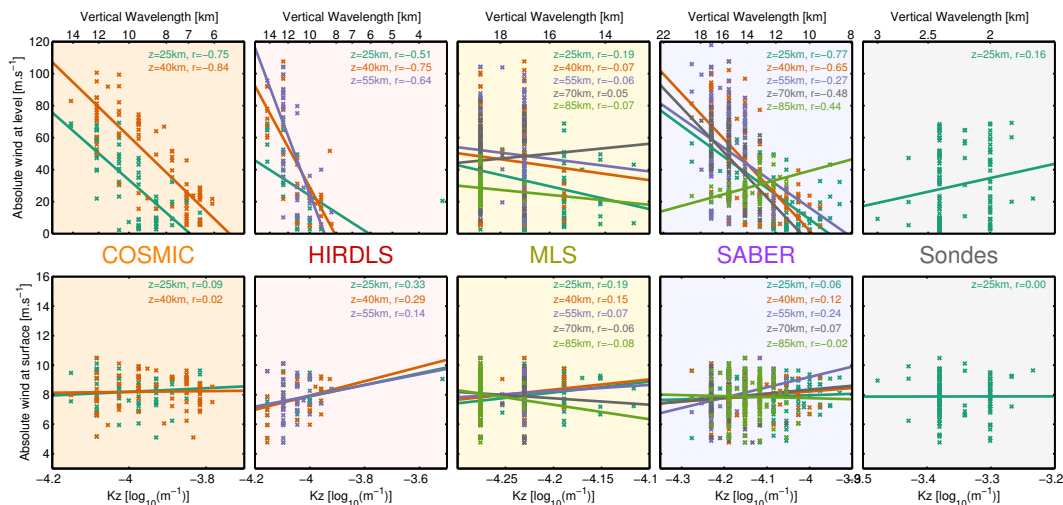 Vertical Wavelength [km] Vertical Wavelength [km] Vertical Wavelength [km] Vertical Wavelength [km] Vertical Wavelength [km]
14 12 10 8 7 6 14 12 10 8 7 6 5 4 18 16 14 22 18 16 14 12 10 8 3 2.5 2
120
100
80
60
40
20
0
Absolute wind at level [m.s⁻¹]
z=25km, r=-0.75
z=40km, r=-0.84
z=25km, r=-0.51
z=40km, r=-0.75
z=55km, r=-0.64
z=25km, r=-0.19
z=40km, r=-0.07
z=55km, r=-0.06
z=70km, r=0.05
z=85km, r=-0.07
z=25km, r=-0.77
z=40km, r=-0.65
z=55km, r=-0.27
z=70km, r=-0.48
z=85km, r=0.44
z=25km, r=0.16
COSMIC HIRDLS MLS SABER Sondes
16
14
12
10
8
6
4
Absolute wind at surface [m.s⁻¹]
z=25km, r=0.09
z=40km, r=0.02
z=25km, r=0.33
z=40km, r=0.29
z=55km, r=0.14
z=25km, r=0.19
z=40km, r=0.15
z=55km, r=0.07
z=70km, r=-0.06
z=85km, r=-0.08
z=25km, r=0.06
z=40km, r=0.12
z=55km, r=0.24
z=70km, r=0.07
z=85km, r=-0.02
z=25km, r=0.00
−4.2 −4 −3.8 −4.2 −4 −3.8 −3.6 −4.25 −4.2 −4.15 −4.1 −4.3 −4.2 −4.1 −4 −3.9 −3.5 −3.4 −3.3 −3.2
Kz [log₁₀(m⁻¹)] Kz [log₁₀(m⁻¹)] Kz [log₁₀(m⁻¹)] Kz [log₁₀(m⁻¹)] Kz [log₁₀(m⁻¹)]